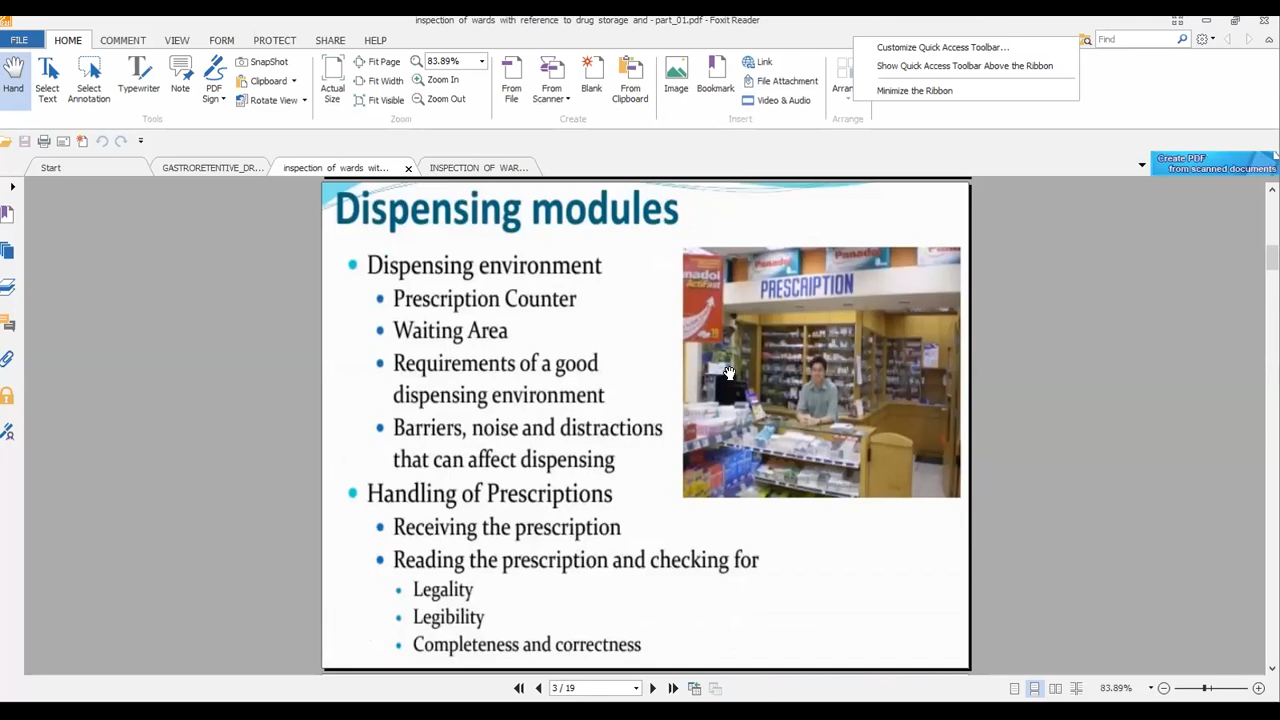 inspection of wards with reference to drug storage and - part_01.pdf - Foxit Reader
FILE HOME COMMENT VIEW FORM PROTECT SHARE HELP
Customize Quick Access Toolbar...
Show Quick Access Toolbar Above the Ribbon
Minimize the Ribbon
Find
Hand
Select Text
Select Annotation
SnapShot
Clipboard
Rotate View
Typewriter
Note
PDF Sign
Tools
Actual Size
Fit Page
Fit Width
Fit Visible
83.89%
Zoom In
Zoom Out
Zoom
From File
From Scanner
Blank
From Clipboard
Create
Image
Bookmark
Link
File Attachment
Video & Audio
Insert
Arrange
Start
GASTRORETENTIVE_DR...
inspection of wards wit...
INSPECTION OF WAR...
Create PDF
from scanned documents
Dispensing modules
Dispensing environment
Prescription Counter
Waiting Area
Requirements of a good
dispensing environment
Barriers, noise and distractions
that can affect dispensing
Handling of Prescriptions
Receiving the prescription
Reading the prescription and checking for
Legality
Legibility
Completeness and correctness
Panadol
Panadol
PRESCRIPTION
3 / 19
83.89%